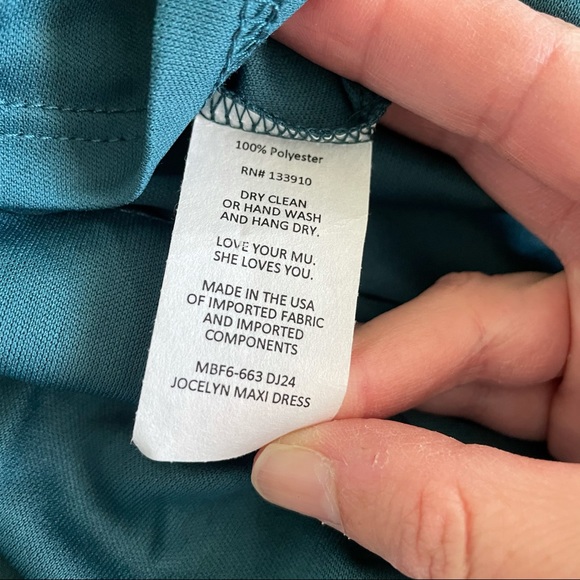 100% Polyester
RN# 133910
DRY CLEAN
OR HAND WASH
AND HANG DRY.
LOVE YOUR MU.
SHE LOVES YOU.
MADE IN THE USA
OF IMPORTED FABRIC
AND IMPORTED
COMPONENTS
MBF6-663 DJ24
JOCELYN MAXI DRESS